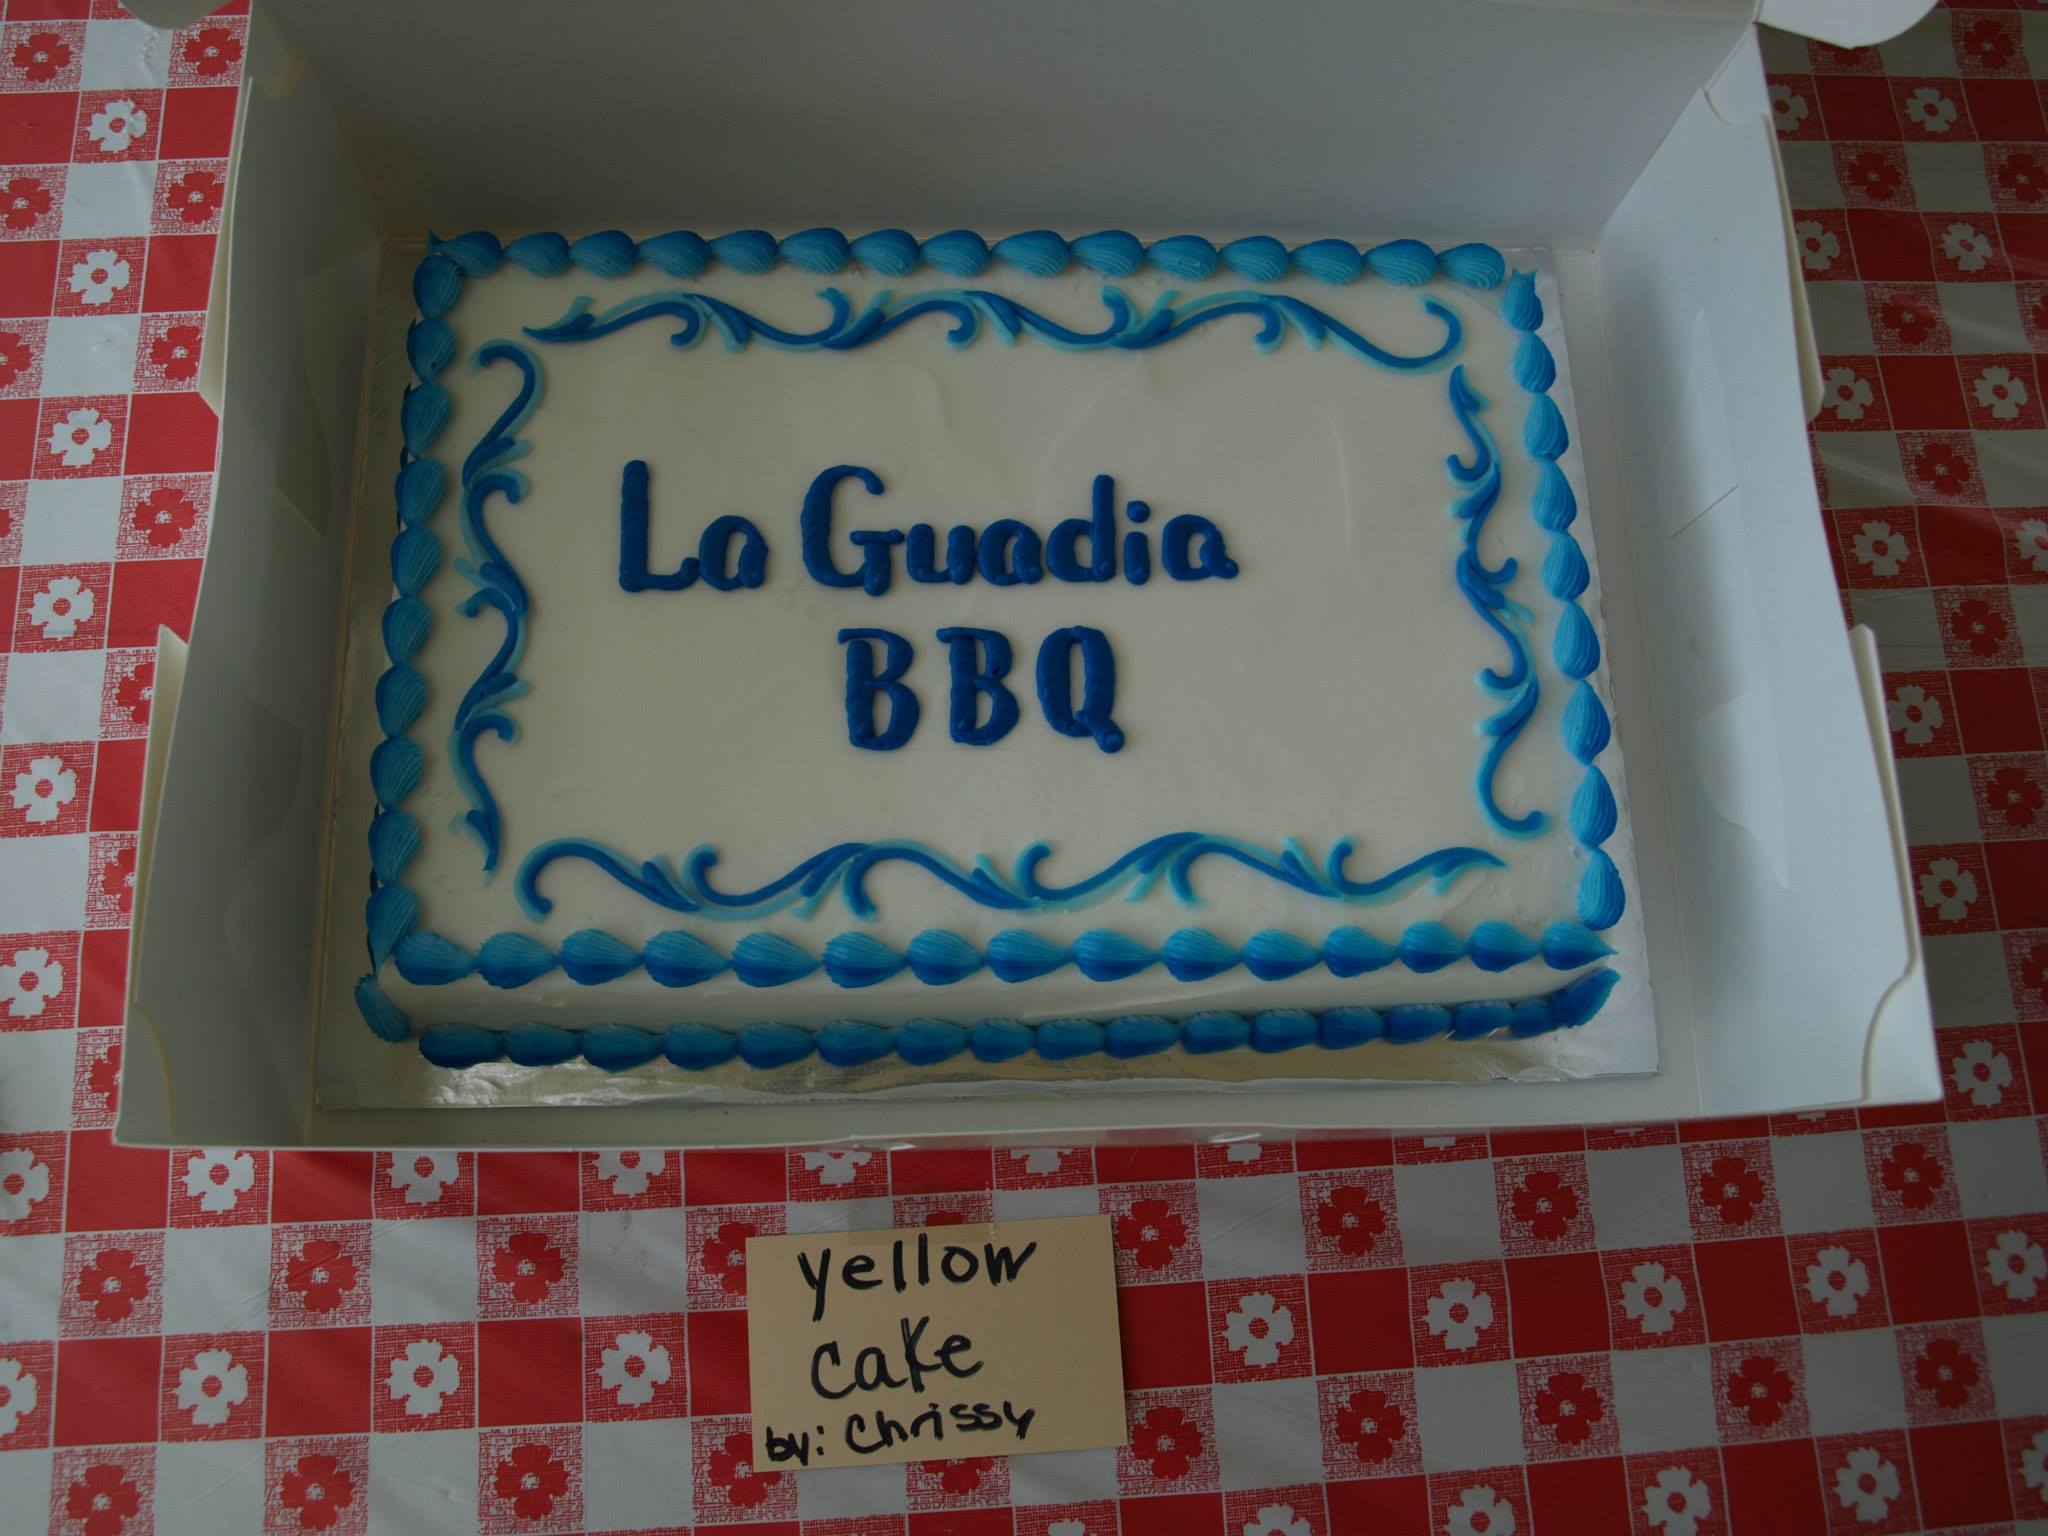 La Guadia
BBQ
yellow
cake
by: Chrissy